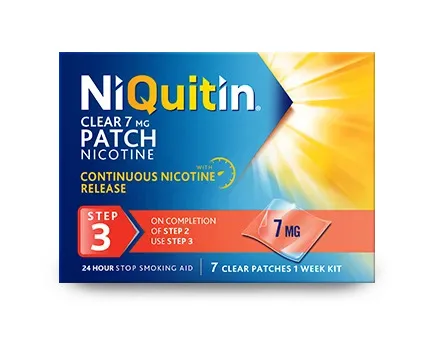 NiQuitin®
CLEAR 7 MG
PATCH
NICOTINE
WITH
CONTINUOUS NICOTINE
RELEASE
STEP
3
ON COMPLETION
OF STEP 2
USE STEP 3
7 MG
24 HOUR STOP SMOKING AID
7 CLEAR PATCHES 1 WEEK KIT